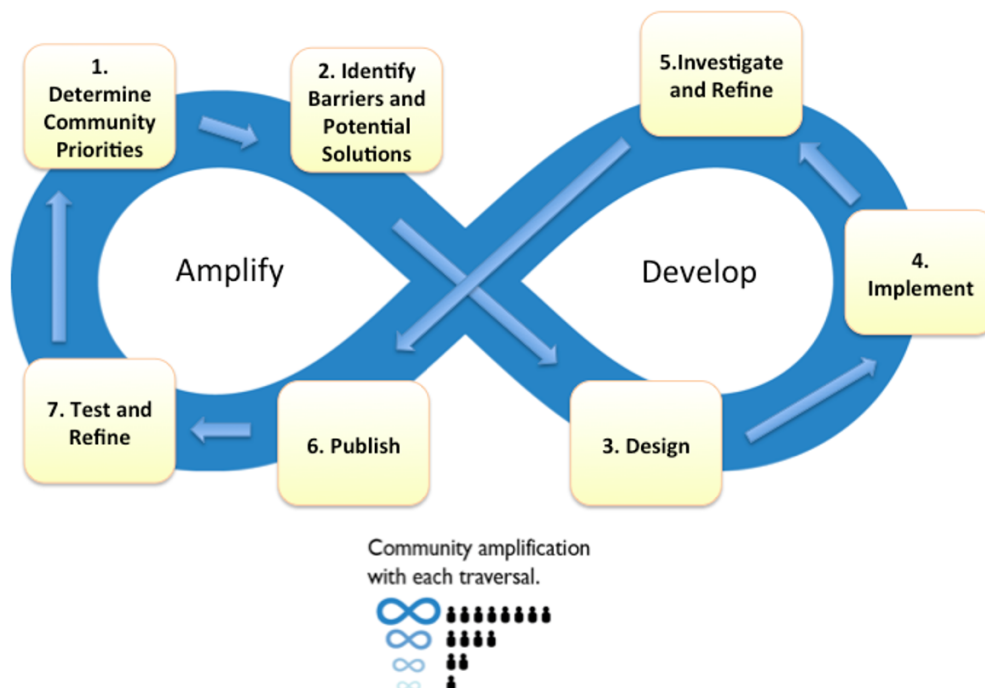 1.
Determine
Community
Priorities
2. Identify
Barriers and
Potential
Solutions
5.Investigate
and Refine
Amplify
Develop
4.
Implement
7. Test and
Refine
6. Publish
3. Design
Community amplification
with each traversal.